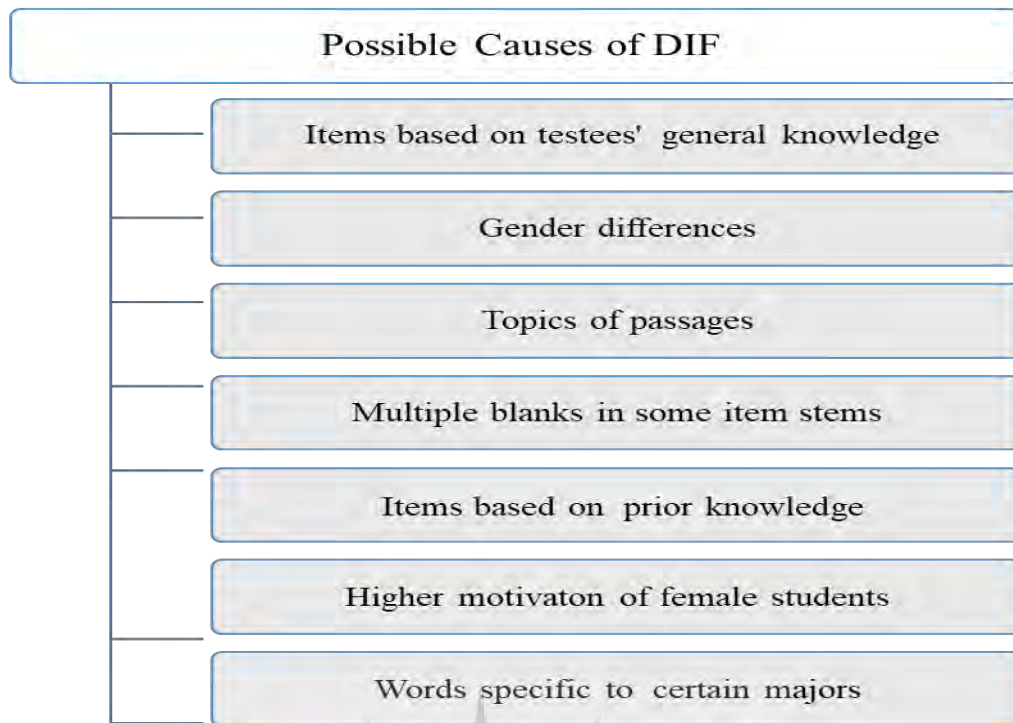 Possible Causes of DIF
Items based on testees' general knowledge
Gender differences
Topics of passages
Multiple blanks in some item stems
Items based on prior knowledge
Higher motivaton of female students
Words specific to certain majors